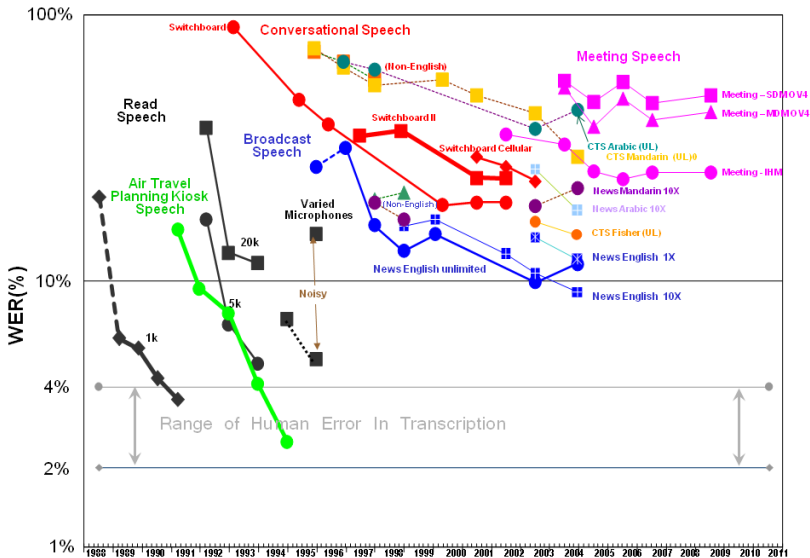 100%
10%
4%
2%
1%
WER(%)
Switchboard
Conversational Speech
(Non-English)
Meeting Speech
Meeting – SDM OV4
Meeting – MDM OV4
Read
Speech
Switchboard II
Broadcast
Speech
Switchboard Cellular
CTS Arabic (UL)
CTS Mandarin (UL)0
Meeting - IHM
Air Travel
Planning Kiosk
Speech
Varied
Microphones
(Non-English)
News Mandarin 10X
News Arabic 10X
CTS Fisher (UL)
20k
News English unlimited
News English 1X
Noisy
News English 10X
5k
1k
Range of Human Error In Transcription
1988 1989 1990 1991 1992 1993 1994 1995 1996 1997 1998 1999 2000 2001 2002 2003 2004 2005 2006 2007 2008 2009 2010 2011